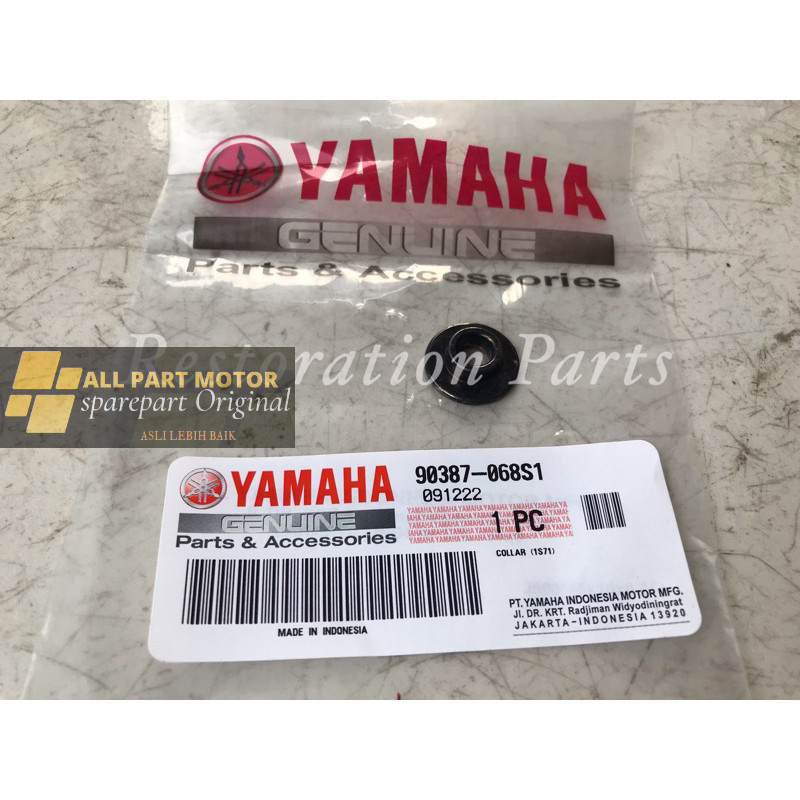 YAMAHA
GENUINE
Parts & Accessories
Restoration Parts
ALL PART MOTOR
sparepart Original
ASLI LEBIH BAIK
YAMAHA
GENUINE
Parts & Accessories
90387-068S1
091222
1 PC
COLLAR (1S71)
MADE IN INDONESIA
PT. YAMAHA INDONESIA MOTOR MFG.
Jl. DR. KRT. Radjiman Widyodiningrat
JAKARTA-INDONESIA 13920